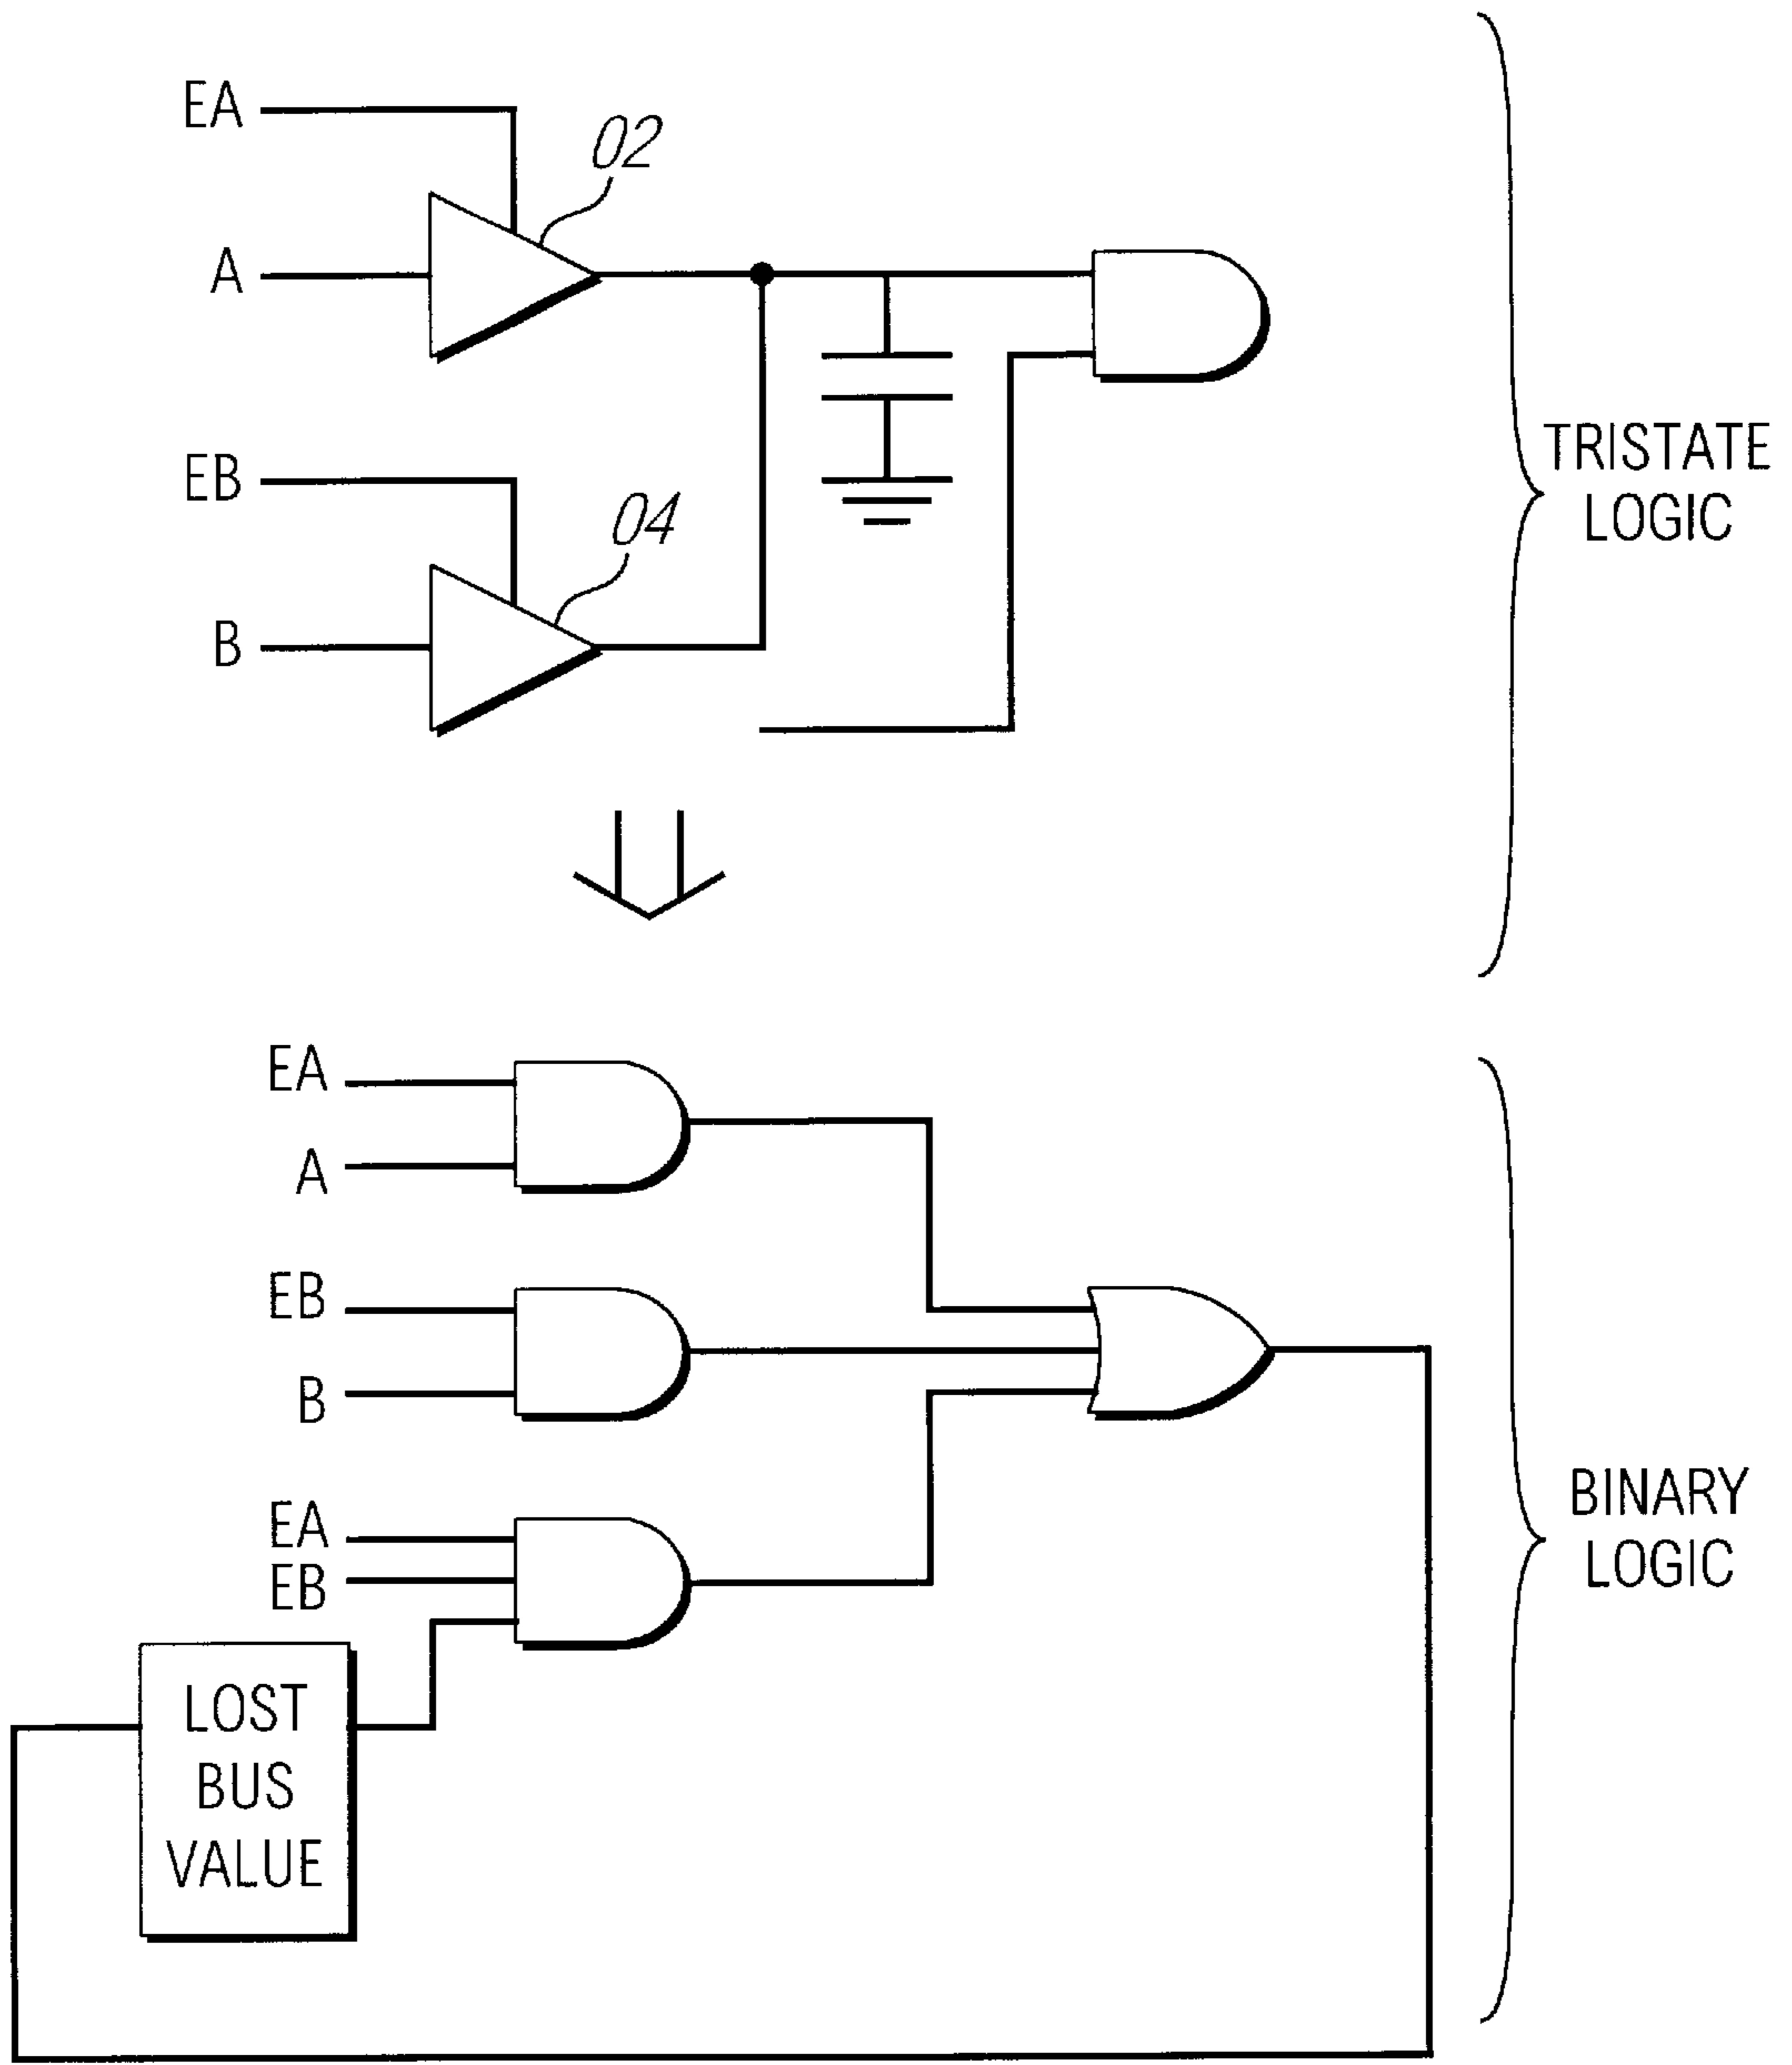 EA
02
A
EB
04
B
TRISTATE
LOGIC
EA
A
EB
B
EA
EB
LOST
BUS
VALUE
BINARY
LOGIC